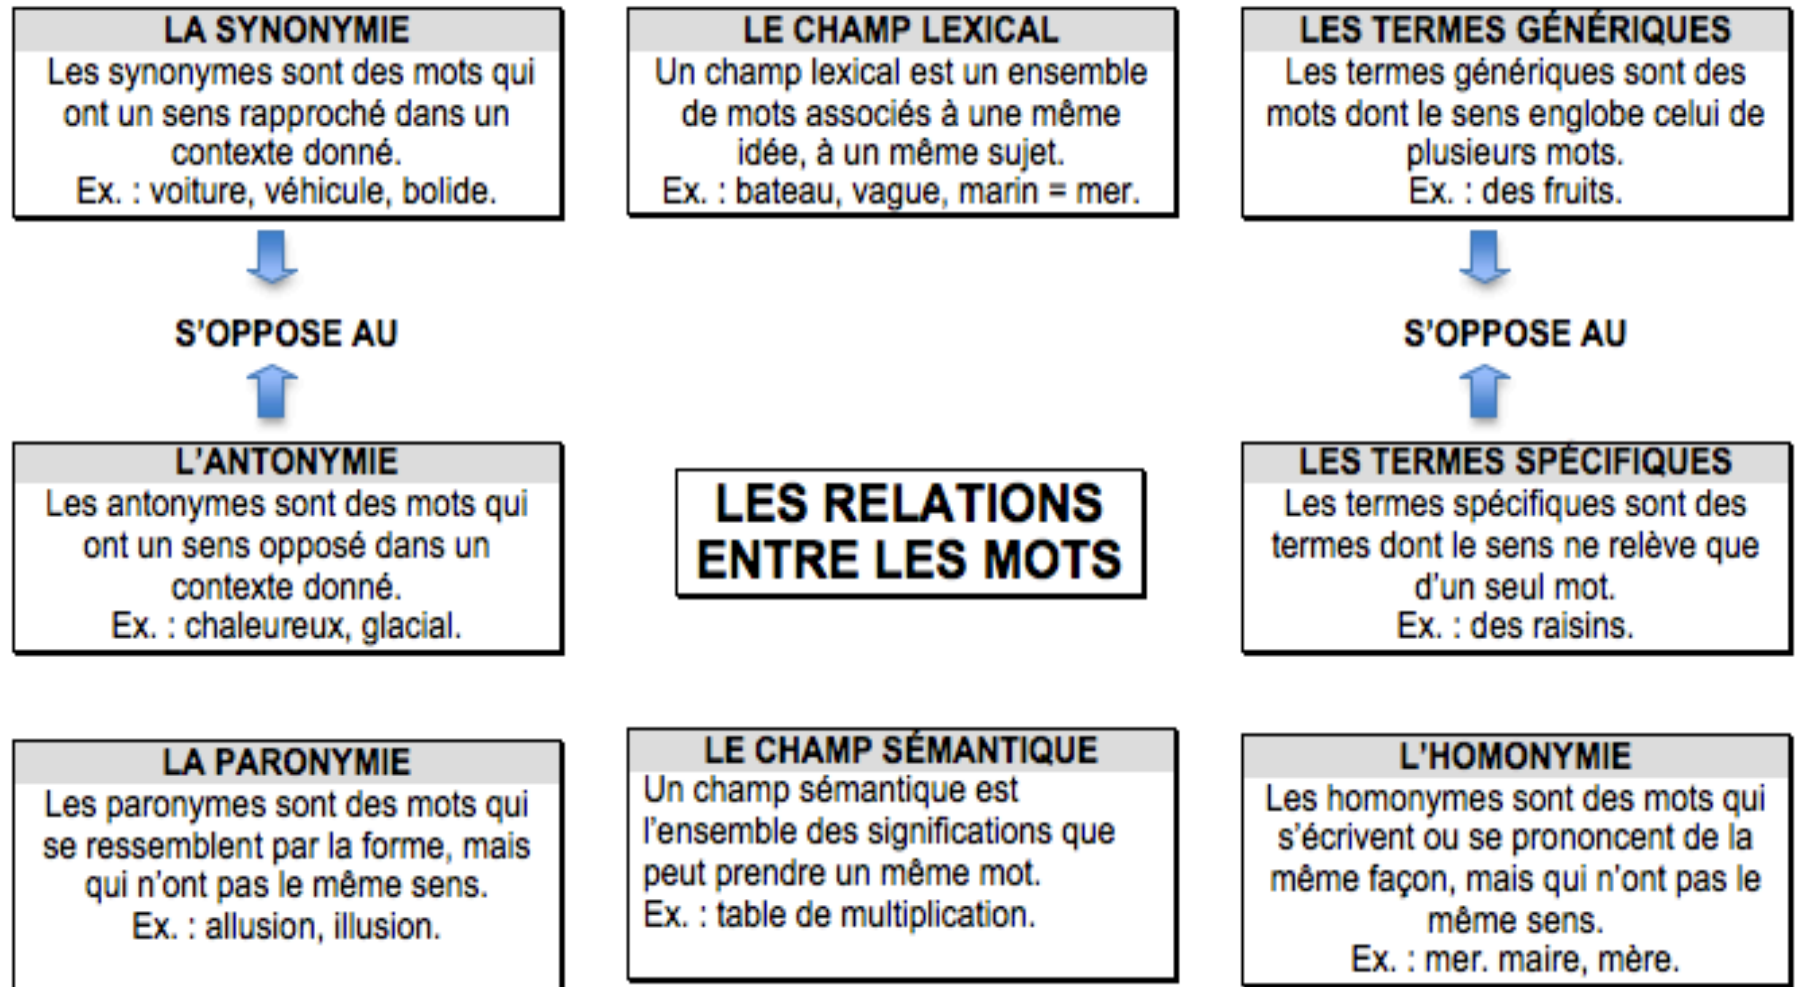 LA SYNONYMIE
Les synonymes sont des mots qui
ont un sens rapproché dans un
contexte donné.
Ex. : voiture, véhicule, bolide.
LE CHAMP LEXICAL
Un champ lexical est un ensemble
de mots associés à une même
idée, à un même sujet.
Ex. : bateau, vague, marin = mer.
LES TERMES GÉNÉRIQUES
Les termes génériques sont des
mots dont le sens englobe celui de
plusieurs mots.
Ex. : des fruits.
S'OPPOSE AU
S'OPPOSE AU
L'ANTONYMIE
Les antonymes sont des mots qui
ont un sens opposé dans un
contexte donné.
Ex. : chaleureux, glacial.
LES RELATIONS
ENTRE LES MOTS
LES TERMES SPÉCIFIQUES
Les termes spécifiques sont des
termes dont le sens ne relève que
d'un seul mot.
Ex. : des raisins.
LA PARONYMIE
Les paronymes sont des mots qui
se ressemblent par la forme, mais
qui n'ont pas le même sens.
Ex. : allusion, illusion.
LE CHAMP SÉMANTIQUE
Un champ sémantique est
l'ensemble des significations que
peut prendre un même mot.
Ex. : table de multiplication.
L'HOMONYMIE
Les homonymes sont des mots qui
s'écrivent ou se prononcent de la
même façon, mais qui n'ont pas le
même sens.
Ex. : mer. maire, mère.